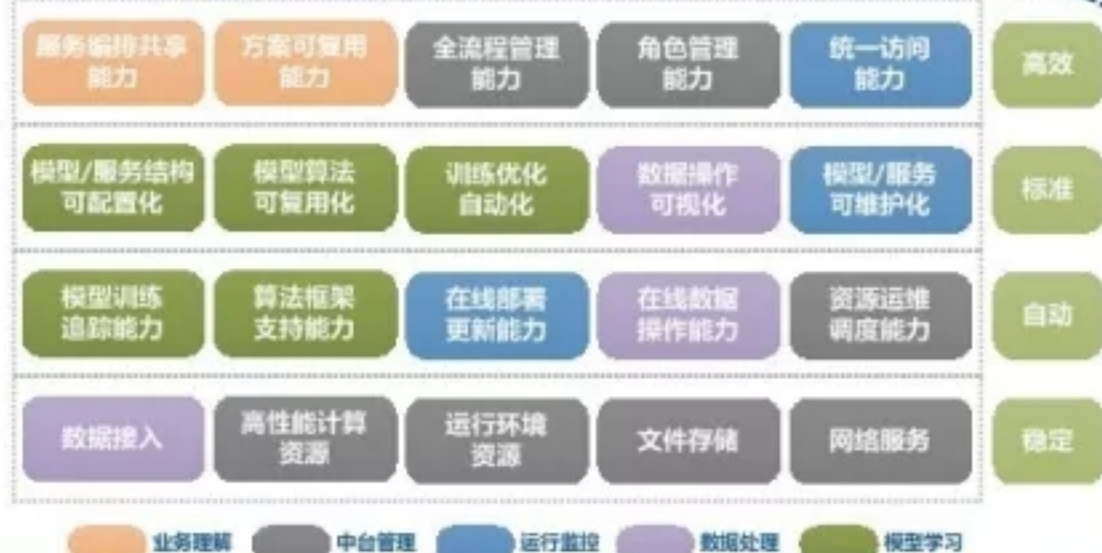 服务编排共享
能力
方案可复用
能力
全流程管理
能力
角色管理
能力
统一访问
能力
高效
模型/服务结构
可配置化
模型算法
可复用化
训练优化
自动化
数据操作
可视化
模型/服务
可维护化
标准
模型训练
追踪能力
算法框架
支持能力
在线部署
更新能力
在线数据
操作能力
资源运维
调度能力
自动
数据接入
高性能计算
资源
运行环境
资源
文件存储
网络服务
稳定
业务理解
中台管理
运行监控
数据处理
模型学习